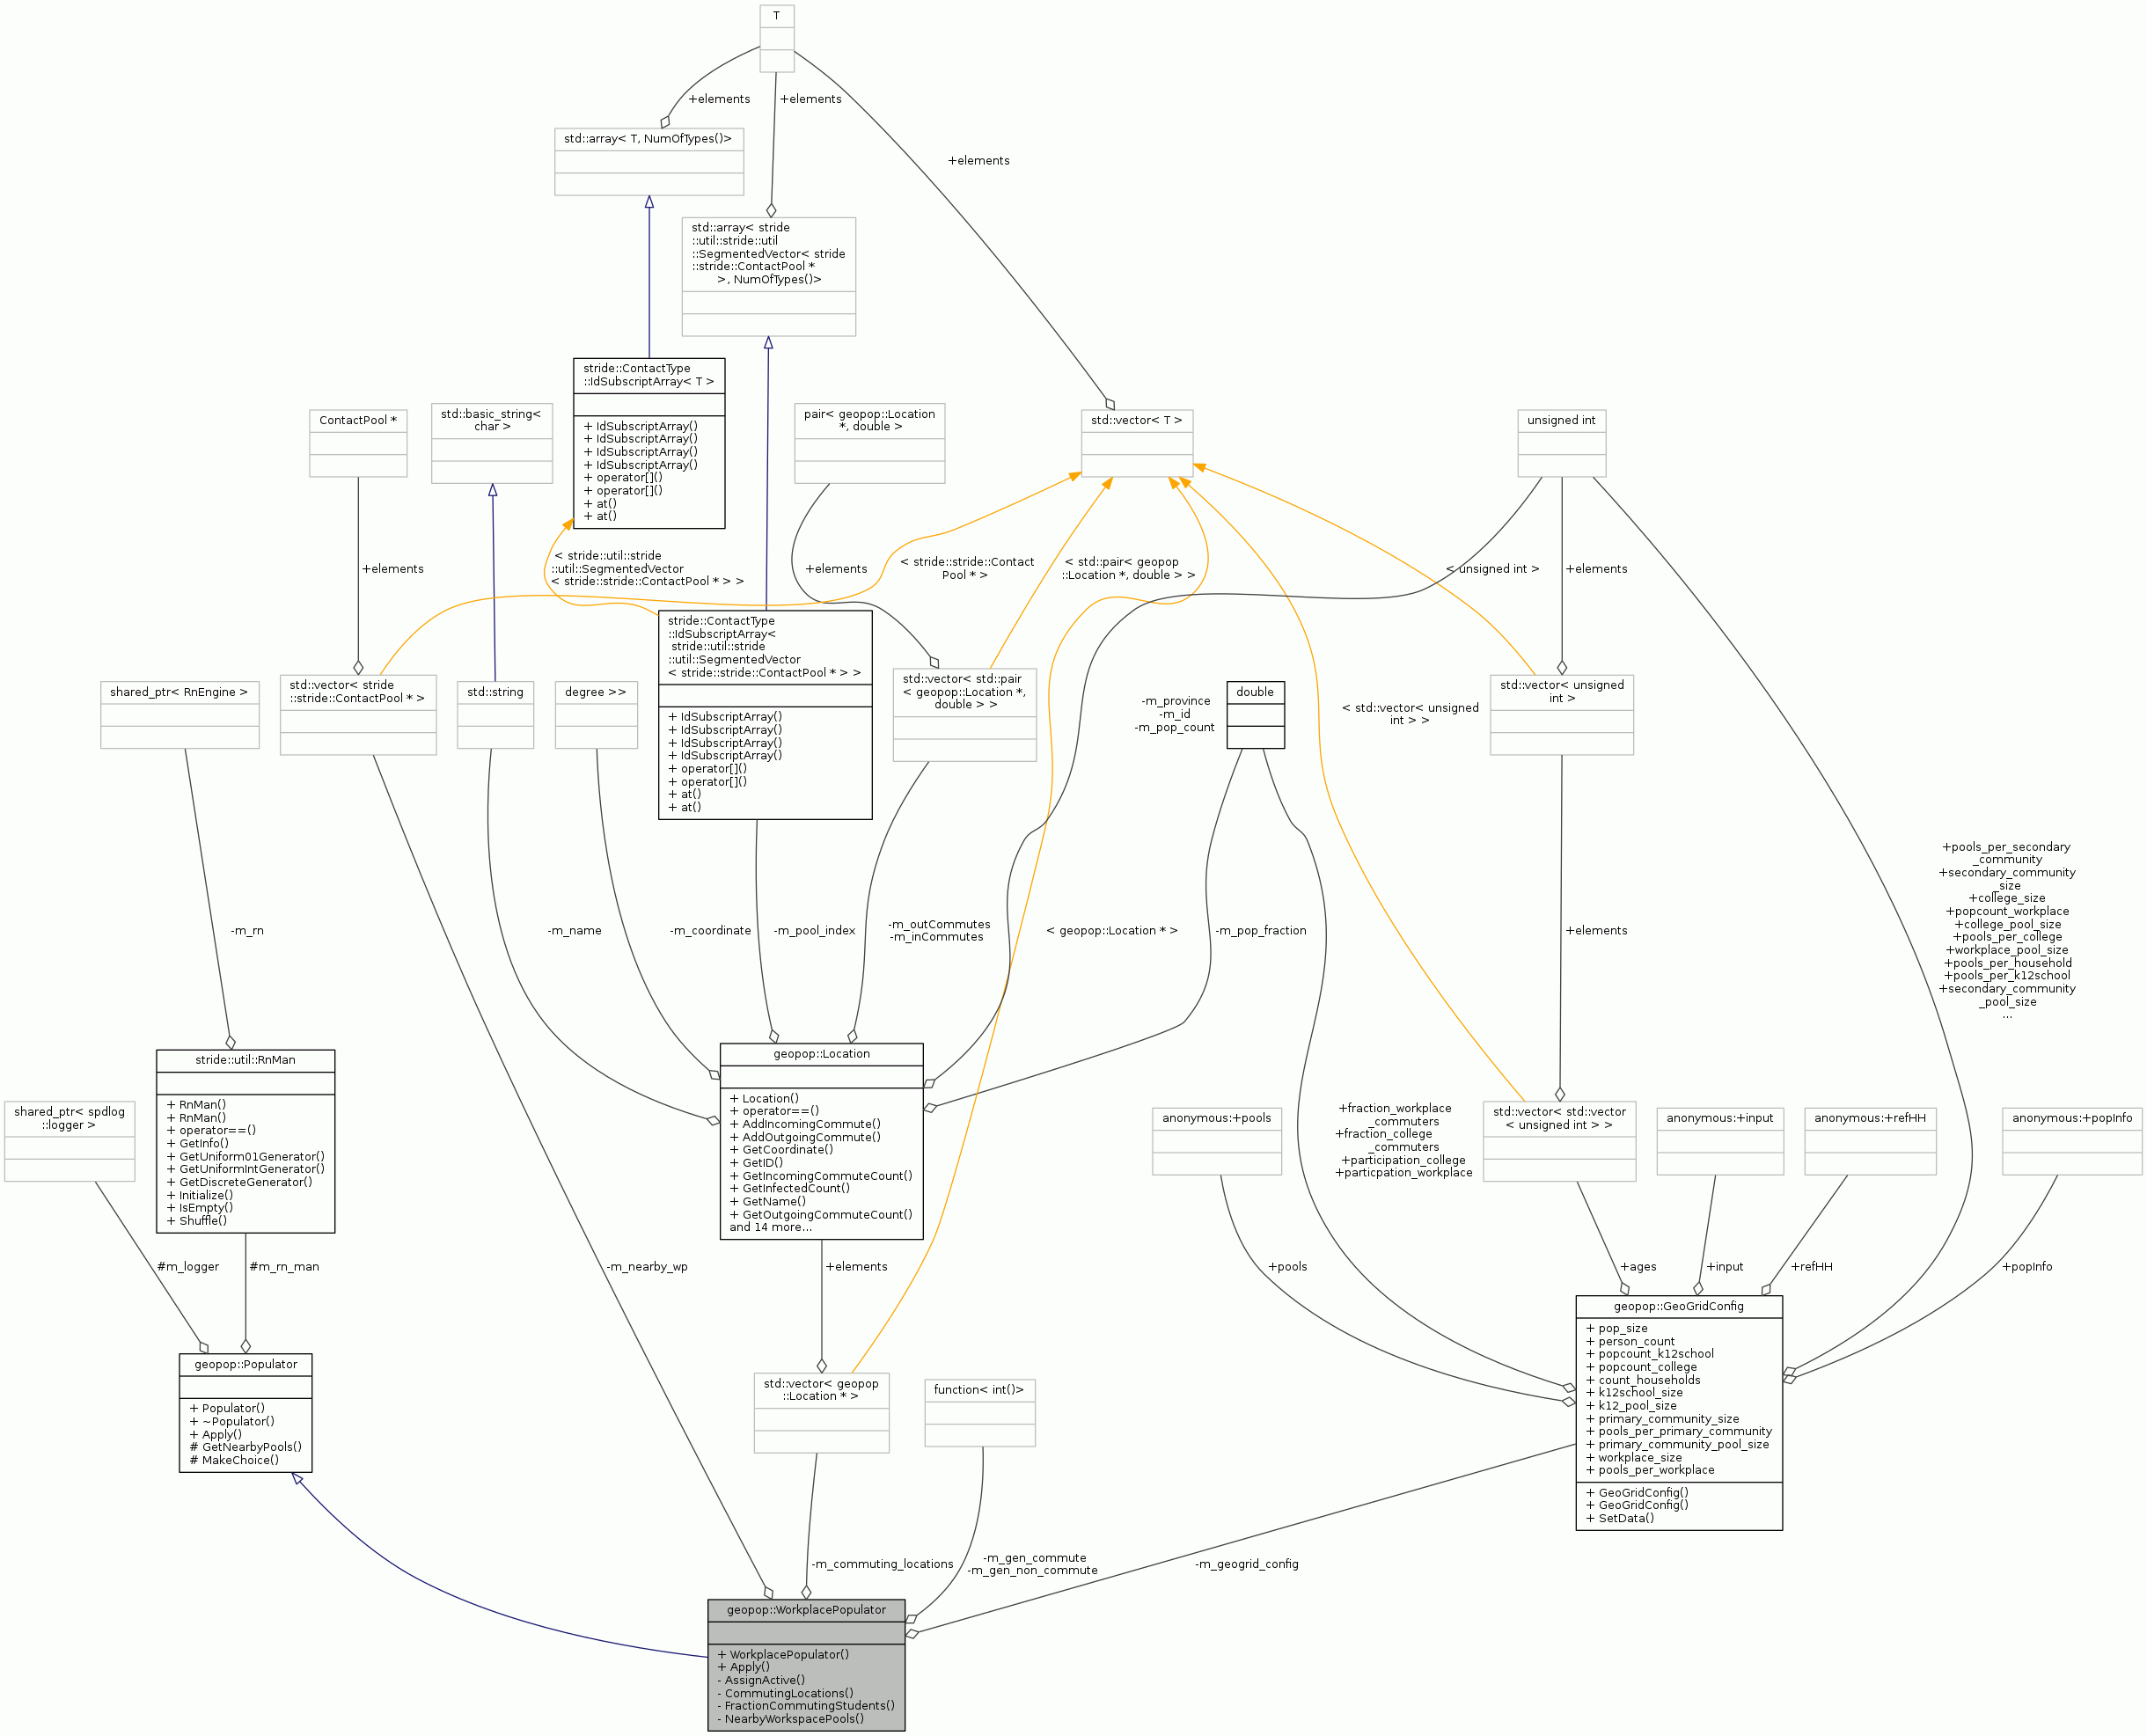 T
+elements
+elements
std::array< T, NumOfTypes()>
+elements
std::array< stride
::util::stride::util
::SegmentedVector< stride
::stride::ContactPool *
>, NumOfTypes()>
stride::ContactType
::IdSubscriptArray< T >
+ IdSubscriptArray()
+ IdSubscriptArray()
+ IdSubscriptArray()
+ IdSubscriptArray()
+ operator[]()
+ operator[]()
+ at()
+ at()
ContactPool *
std::basic_string<
char >
pair< geopop::Location
*, double >
std::vector< T >
unsigned int
+elements
< stride::util::stride
::util::SegmentedVector
< stride::stride::ContactPool * > >
+elements
< stride::stride::Contact
Pool * >
< std::pair< geopop
::Location *, double > >
< unsigned int >
+elements
shared_ptr< RnEngine >
std::vector< stride
::stride::ContactPool * >
std::string
degree >>
stride::ContactType
::IdSubscriptArray<
stride::util::stride
::util::SegmentedVector
< stride::stride::ContactPool * > >
+ IdSubscriptArray()
+ IdSubscriptArray()
+ IdSubscriptArray()
+ IdSubscriptArray()
+ operator[]()
+ operator[]()
+ at()
+ at()
std::vector< std::pair
< geopop::Location *,
double > >
-m_province
-m_id
-m_pop_count
double
< std::vector< unsigned
int > >
std::vector< unsigned
int >
-m_rn
-m_name
-m_coordinate
-m_pool_index
-m_outCommutes
-m_inCommutes
< geopop::Location * >
-m_pop_fraction
+elements
+pools_per_secondary
_community
+secondary_community
_size
+college_size
+popcount_workplace
+college_pool_size
+pools_per_college
+workplace_pool_size
+pools_per_household
+pools_per_k12school
+secondary_community
_pool_size
...
shared_ptr< spdlog
::logger >
stride::util::RnMan
+ RnMan()
+ RnMan()
+ operator==()
+ GetInfo()
+ GetUniform01Generator()
+ GetUniformIntGenerator()
+ GetDiscreteGenerator()
+ Initialize()
+ IsEmpty()
+ Shuffle()
geopop::Location
+ Location()
+ operator==()
+ AddIncomingCommute()
+ AddOutgoingCommute()
+ GetCoordinate()
+ GetID()
+ GetIncomingCommuteCount()
+ GetInfectedCount()
+ GetName()
+ GetOutgoingCommuteCount()
and 14 more...
anonymous:+pools
+fraction_workplace
_commuters
+fraction_college
_commuters
+participation_college
+particpation_workplace
std::vector< std::vector
< unsigned int > >
anonymous:+input
anonymous:+refHH
anonymous:+popInfo
#m_logger
#m_rn_man
-m_nearby_wp
+elements
+pools
+ages
+input
+refHH
+popInfo
geopop::Populator
+ Populator()
+ ~Populator()
+ Apply()
# GetNearbyPools()
# MakeChoice()
std::vector< geopop
::Location * >
function< int()>
geopop::GeoGridConfig
+ pop_size
+ person_count
+ popcount_k12school
+ popcount_college
+ count_households
+ k12school_size
+ k12_pool_size
+ primary_community_size
+ pools_per_primary_community
+ primary_community_pool_size
+ workplace_size
+ pools_per_workplace
+ GeoGridConfig()
+ GeoGridConfig()
+ SetData()
-m_commuting_locations
-m_gen_commute
-m_gen_non_commute
-m_geogrid_config
geopop::WorkplacePopulator
+ WorkplacePopulator()
+ Apply()
- AssignActive()
- CommutingLocations()
- FractionCommutingStudents()
- NearbyWorkspacePools()